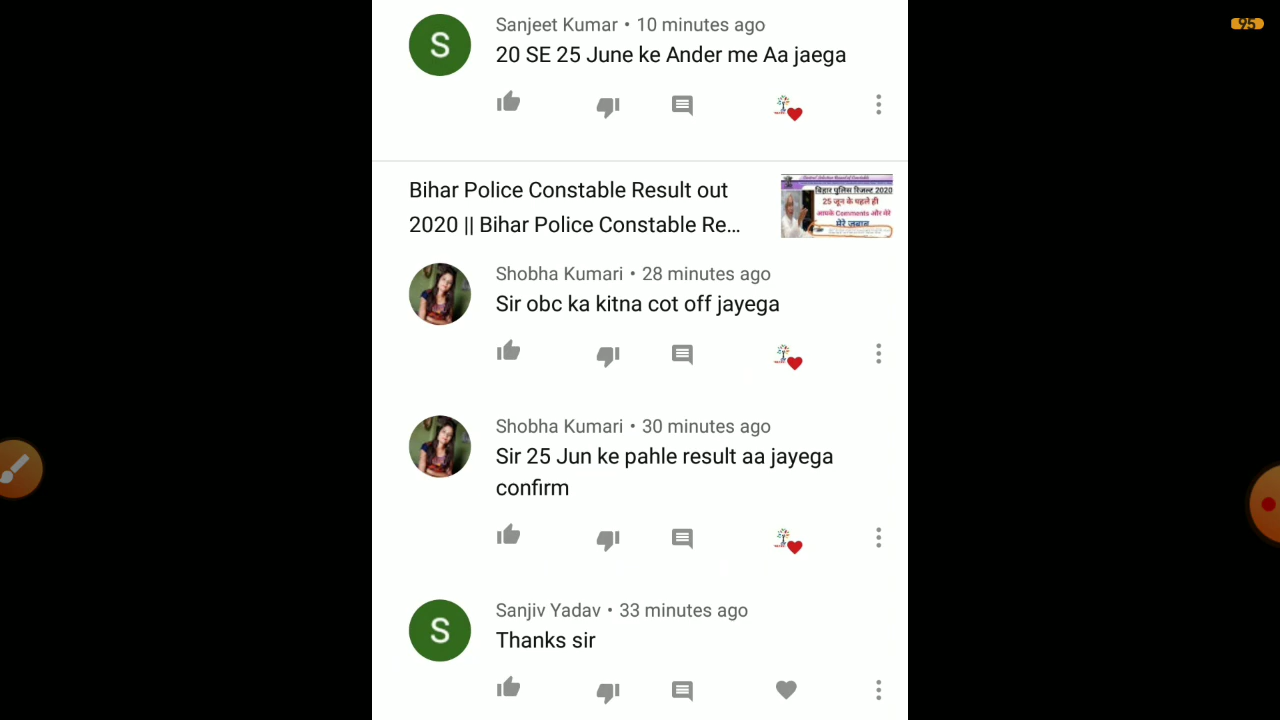 95
S
Sanjeet Kumar • 10 minutes ago
20 SE 25 June ke Ander me Aa jaega
Bihar Police Constable Result out
2020 || Bihar Police Constable Re...
बिहार पुलिस रिजल्ट 2020
25 जून के पहले ही
आपके Comments और मेरे
मेरे जबाब
Shobha Kumari • 28 minutes ago
Sir obc ka kitna cot off jayega
Shobha Kumari • 30 minutes ago
Sir 25 Jun ke pahle result aa jayega
confirm
S
Sanjiv Yadav • 33 minutes ago
Thanks sir